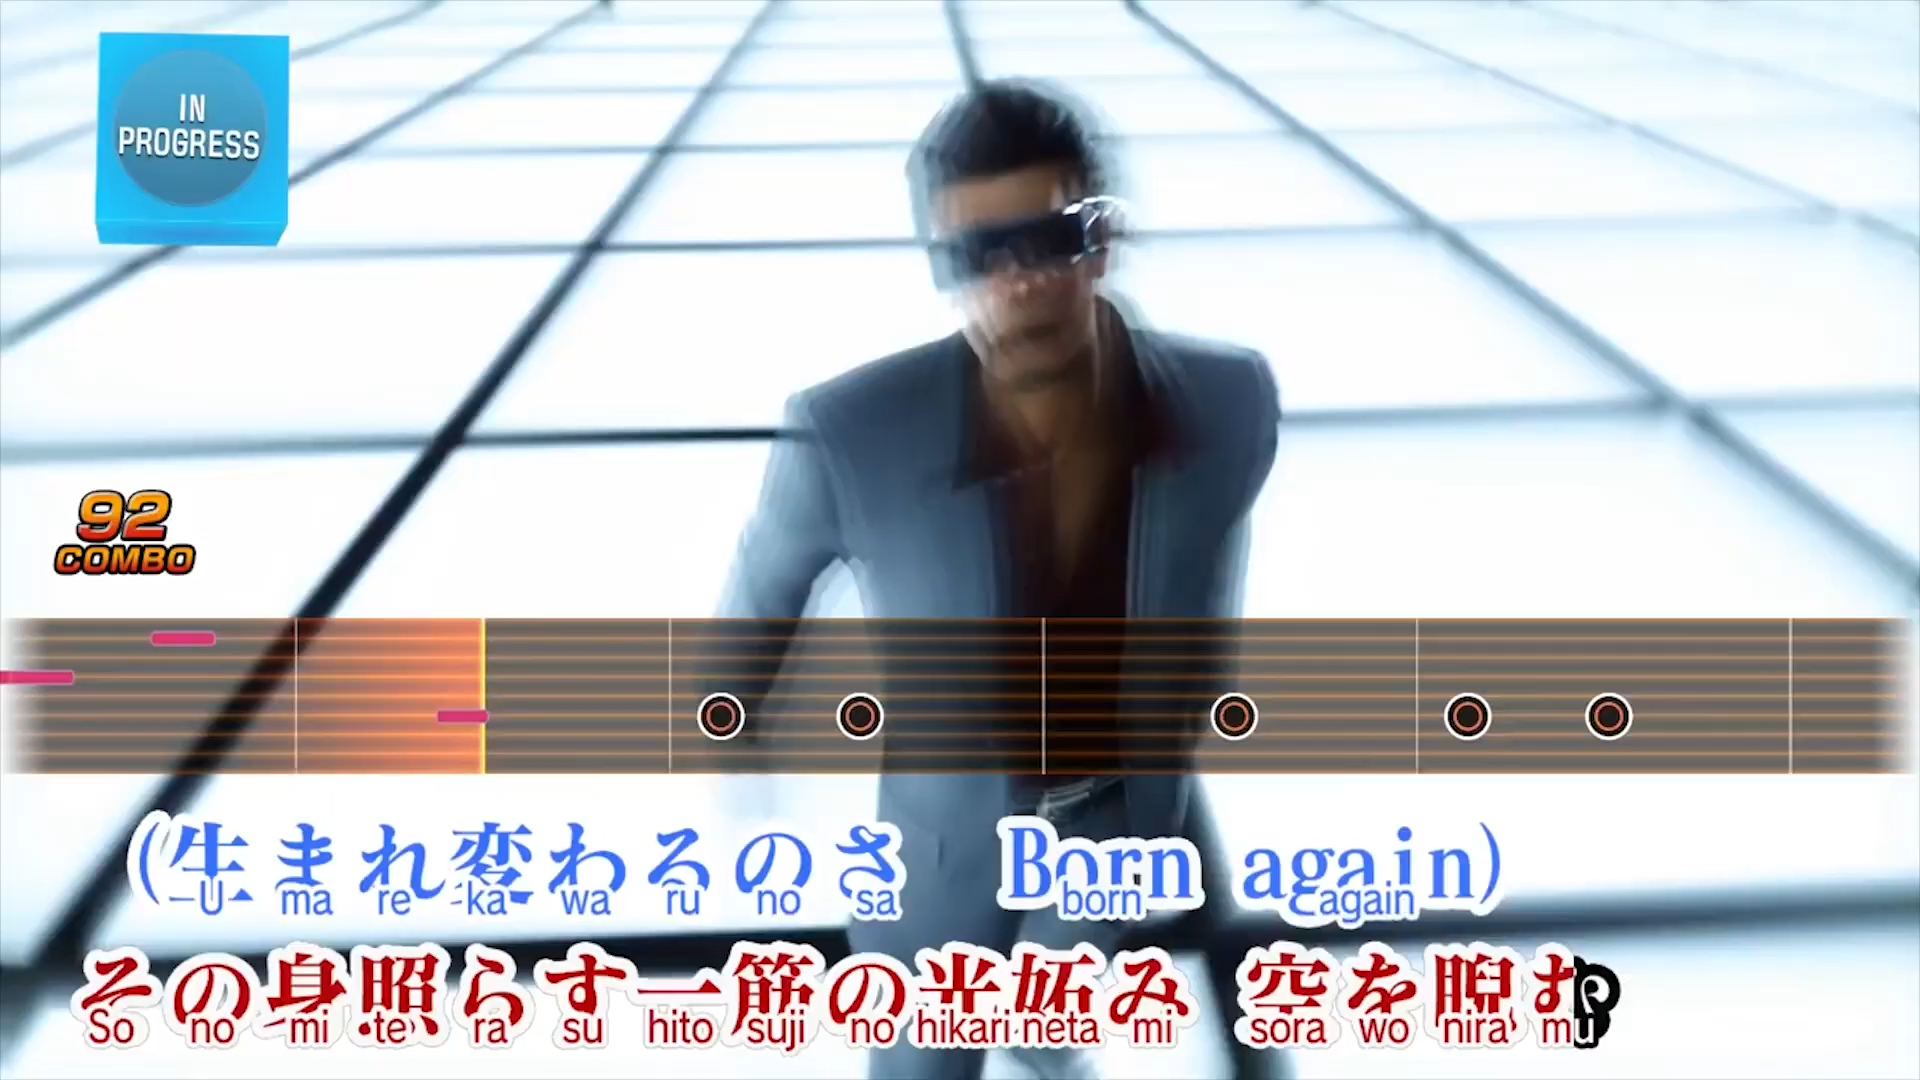 IN
PROGRESS
92
COMBO
(生まれ変わるのさ Born again)
U ma re ka wa ru no sa born again
その身照らす一筋の光妬み 空を睨む
So no mi te ra su hito suji no hikari neta mi sora wo nira mu